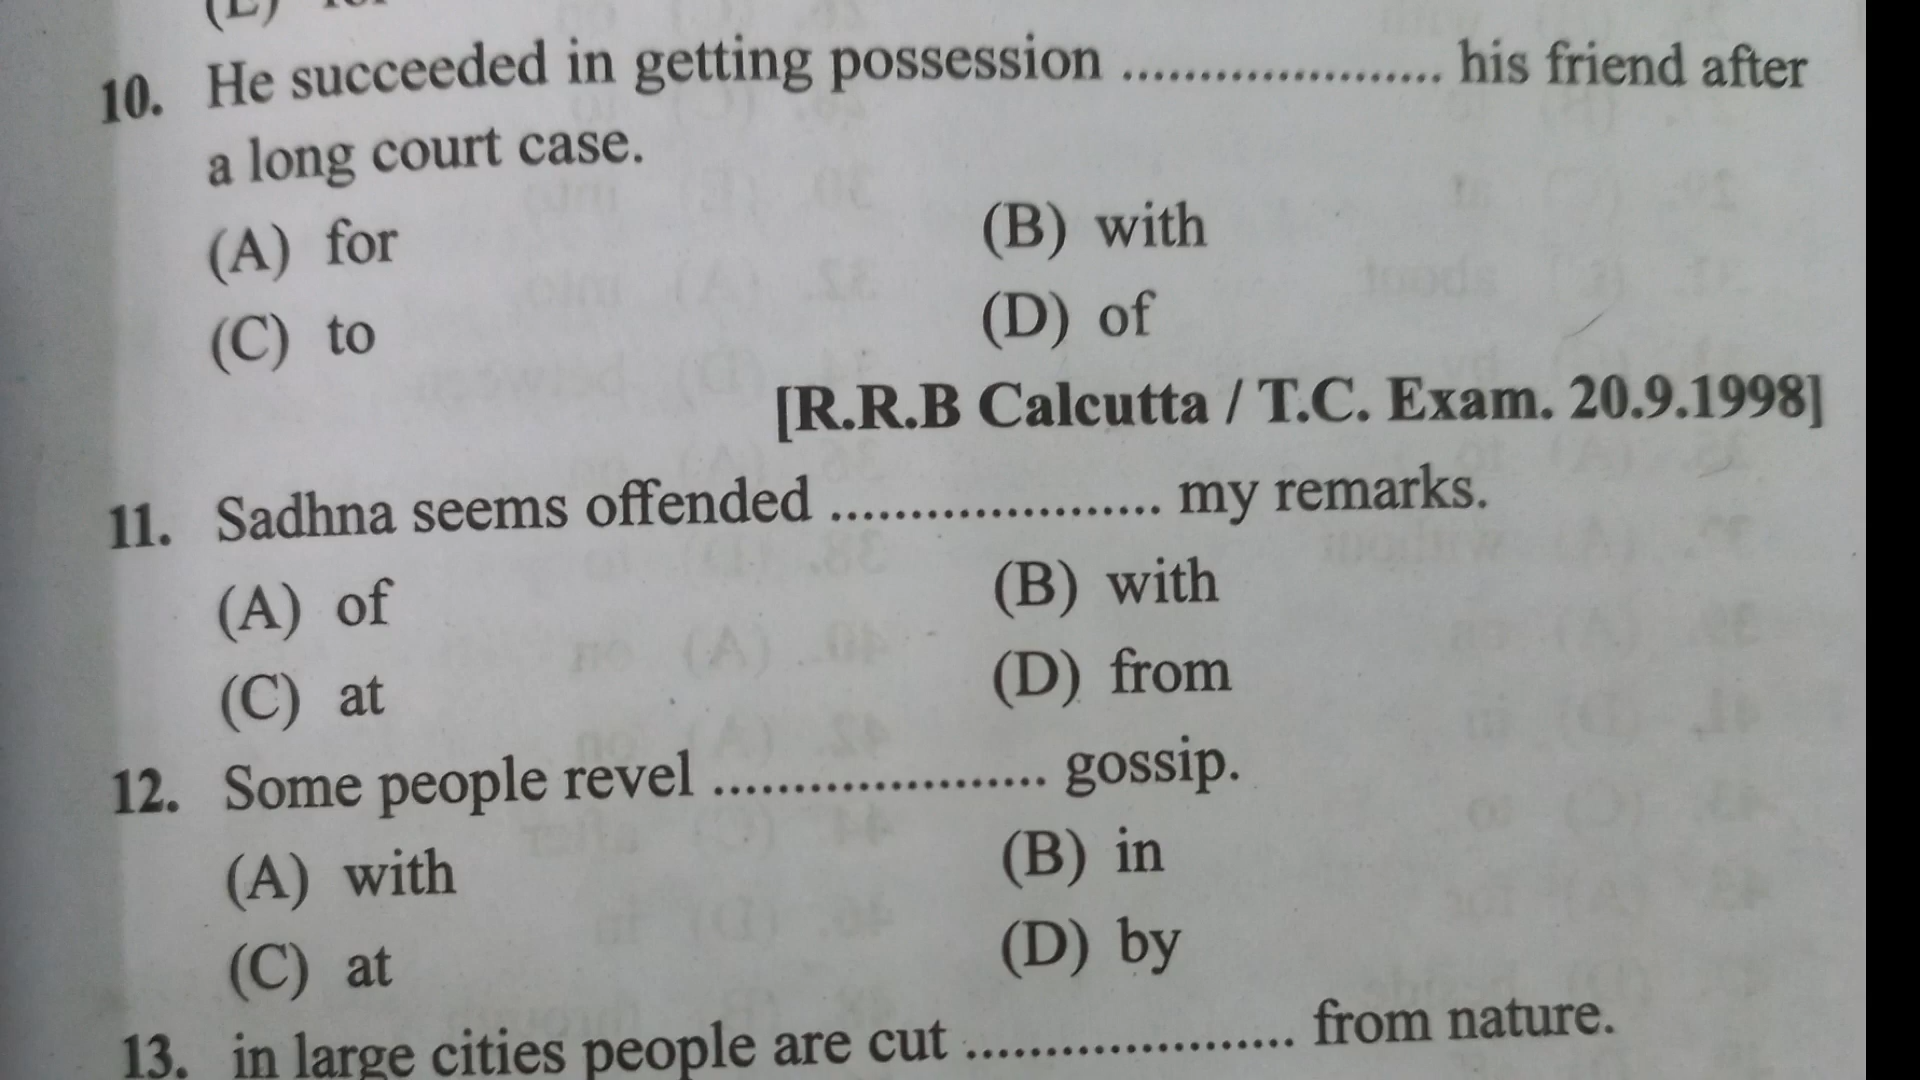 10. He succeeded in getting possession .................... his friend after
a long court case.
(A) for (B) with
(C) to (D) of
[R.R.B Calcutta / T.C. Exam. 20.9.1998]
11. Sadhna seems offended ..................... my remarks.
(A) of (B) with
(C) at (D) from
12. Some people revel ..................... gossip.
(A) with (B) in
(C) at (D) by
13. in large cities people are cut ..................... from nature.